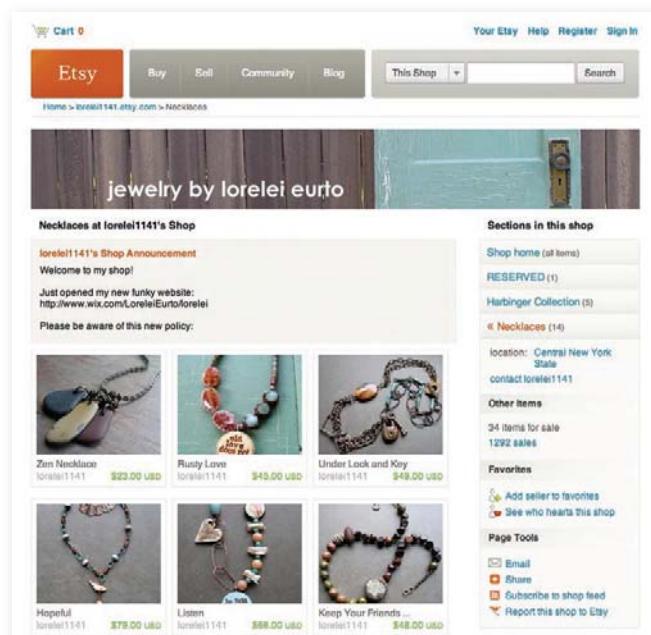 Cart 0
Your Etsy Help Register Sign In
Etsy
Buy Sell Community Blog
This Shop Search
Home > lorelei1141.etsy.com > Necklaces
jewelry by lorelei eurto
Necklaces at lorelei1141's Shop
lorelei1141's Shop Announcement
Welcome to my shop!
Just opened my new funky website:
http://www.wix.com/LoreleiEurto/lorelei
Please be aware of this new policy:
Zen Necklace
lorelei1141 $23.00 USD
old
love
does not
Rusty Love
lorelei1141 $45.00 USD
Under Lock and Key
lorelei1141 $49.00 USD
Hopeful
lorelei1141 $79.00 USD
Listen
lorelei1141 $68.00 USD
Keep Your Friends ...
lorelei1141 $48.00 USD
Sections in this shop
Shop home (all items)
RESERVED (1)
Harbinger Collection (5)
« Necklaces (14)
location: Central New York
State
contact lorelei1141
Other Items
34 items for sale
1292 sales
Favorites
Add seller to favorites
See who hearts this shop
Page Tools
Email
Share
Subscribe to shop feed
Report this shop to Etsy